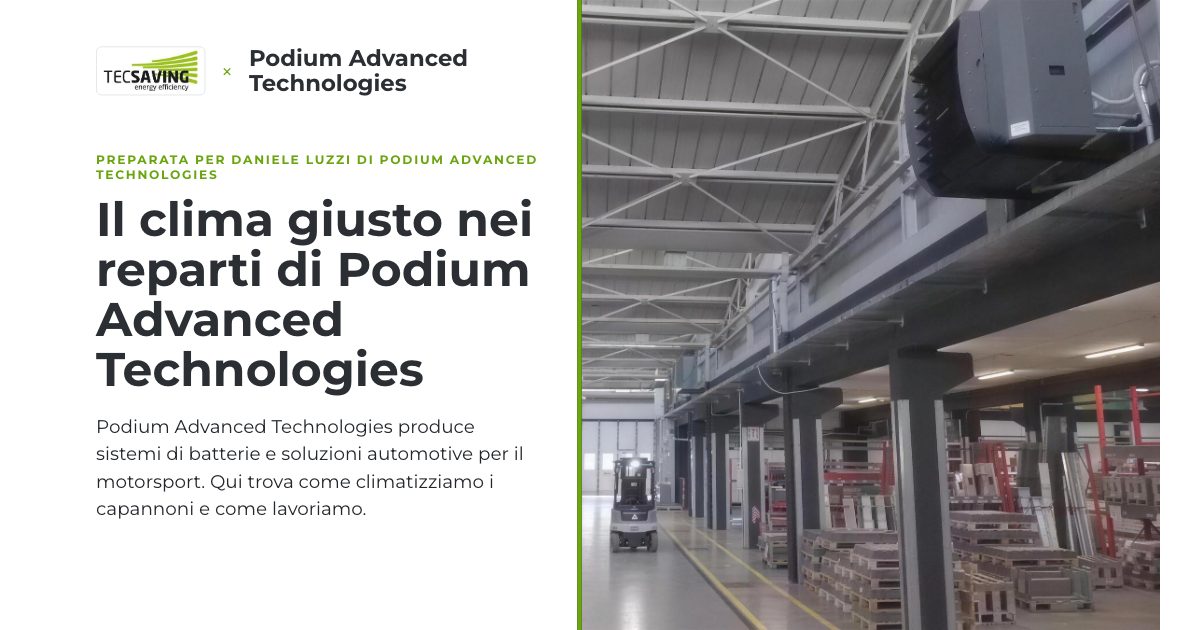 TECSAVING
energy efficiency
×
Podium Advanced
Technologies
PREPARATA PER DANIELE LUZZI DI PODIUM ADVANCED
TECHNOLOGIES
Il clima giusto nei
reparti di Podium
Advanced
Technologies
Podium Advanced Technologies produce
sistemi di batterie e soluzioni automotive per il
motorsport. Qui trova come climatizziamo i
capannoni e come lavoriamo.